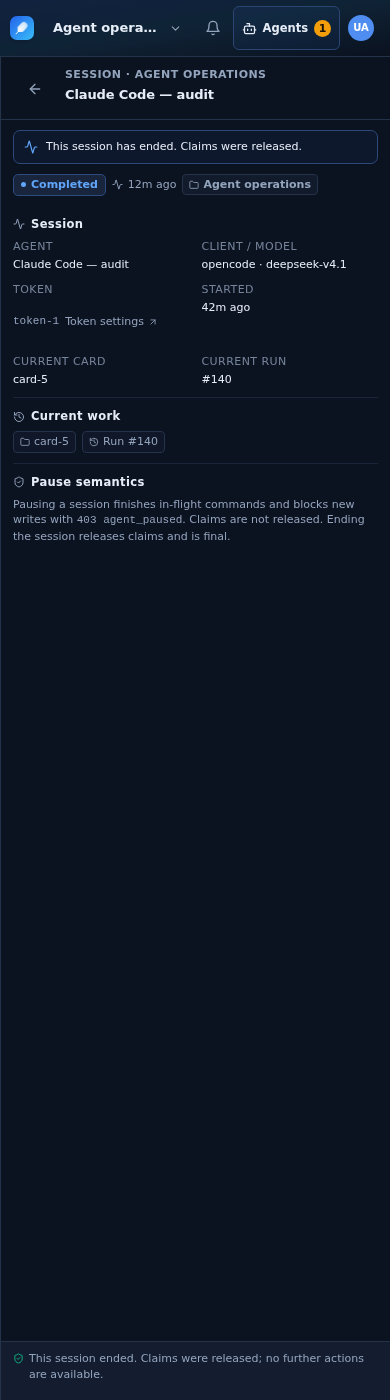 Agent opera... Agents 1 UA
SESSION · AGENT OPERATIONS
Claude Code — audit
This session has ended. Claims were released.
Completed 12m ago Agent operations
Session
AGENT CLIENT / MODEL
Claude Code — audit opencode · deepseek-v4.1
TOKEN STARTED
token-1 Token settings 42m ago
CURRENT CARD CURRENT RUN
card-5 #140
Current work
card-5 Run #140
Pause semantics
Pausing a session finishes in-flight commands and blocks new
writes with 403 agent_paused. Claims are not released. Ending
the session releases claims and is final.
This session ended. Claims were released; no further actions
are available.